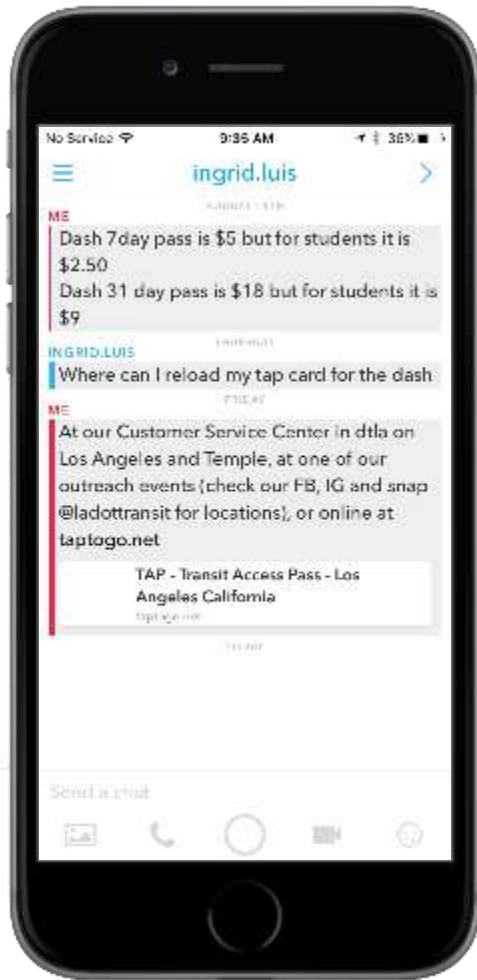 No Service 9:35 AM 36%
ingrid.luis
ME
Dash 7day pass is $5 but for students it is
$2.50
Dash 31 day pass is $18 but for students it is
$9
INGRID.LUIS
Where can I reload my tap card for the dash
FRIDAY
ME
At our Customer Service Center in dtla on
Los Angeles and Temple, at one of our
outreach events (check our FB, IG and snap
@ladottransit for locations), or online at
taptogo.net
TAP - Transit Access Pass - Los
Angeles California
taptogo.net
Send a chat